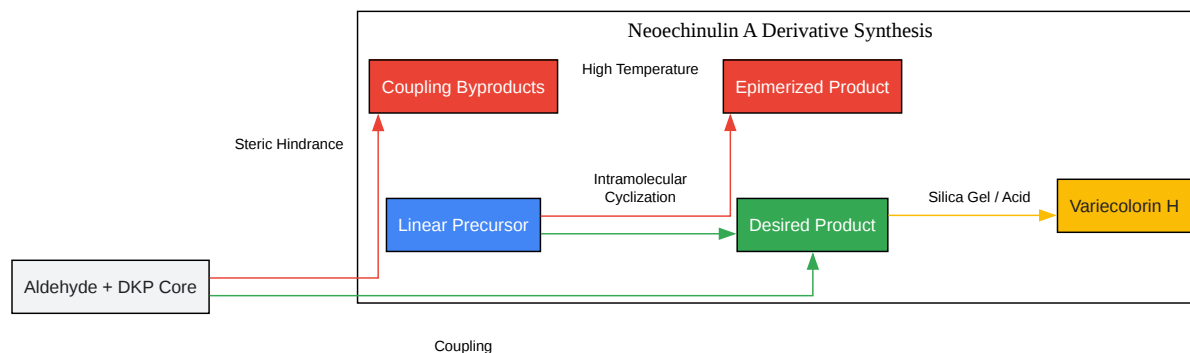 Neoechinulin A Derivative Synthesis
Coupling Byproducts
High Temperature
Epimerized Product
Steric Hindrance
Intramolecular
Cyclization
Linear Precursor
Desired Product
Silica Gel / Acid
Variecolorin H
Aldehyde + DKP Core
Coupling